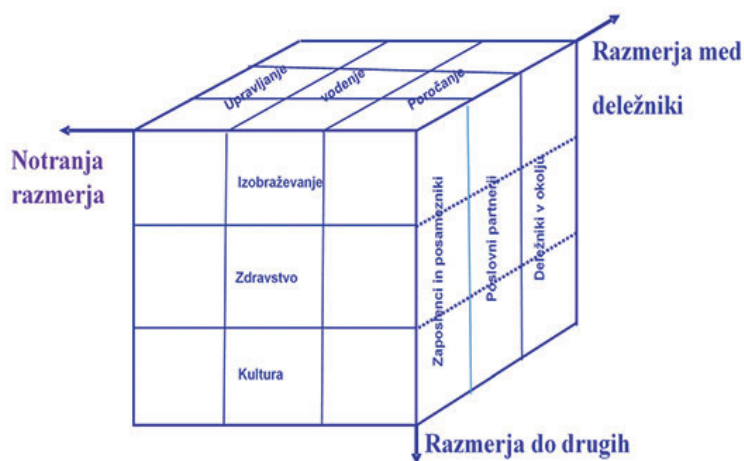 Razmerja med
deležniki
Upravljanje
vodenje
Poročanje
Notranja
razmerja
Izobraževanje
Zdravstvo
Kultura
Zaposlenci in posamezniki
Poslovni partnerji
Deležniki v okolju
Razmerja do drugih